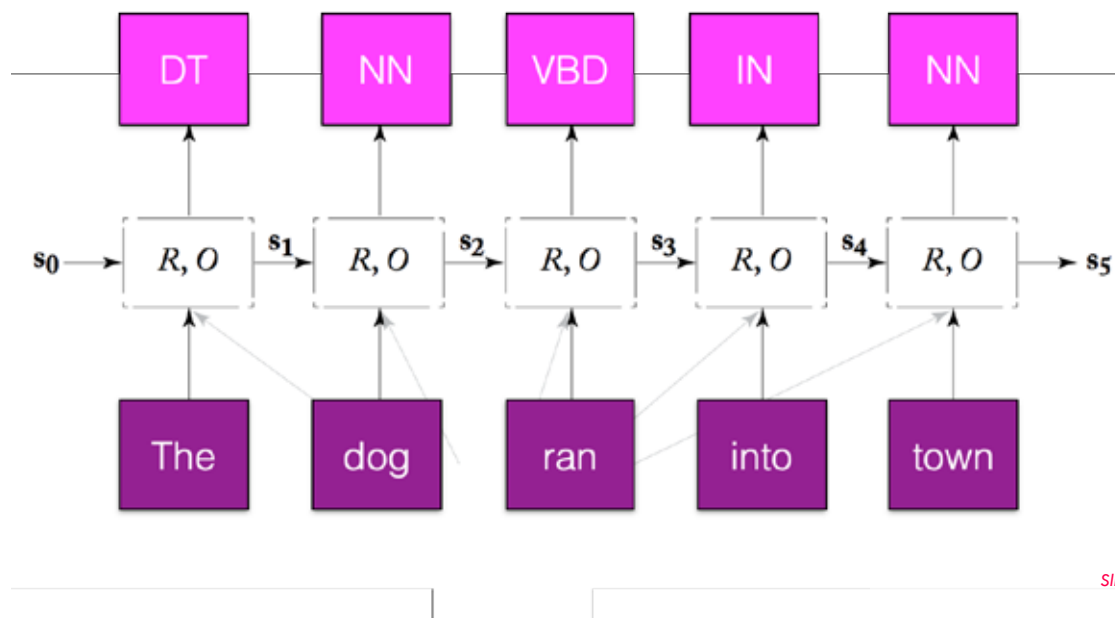 DT NN VBD IN NN
s0 R, O s1 R, O s2 R, O s3 R, O s4 R, O s5
The dog ran into town